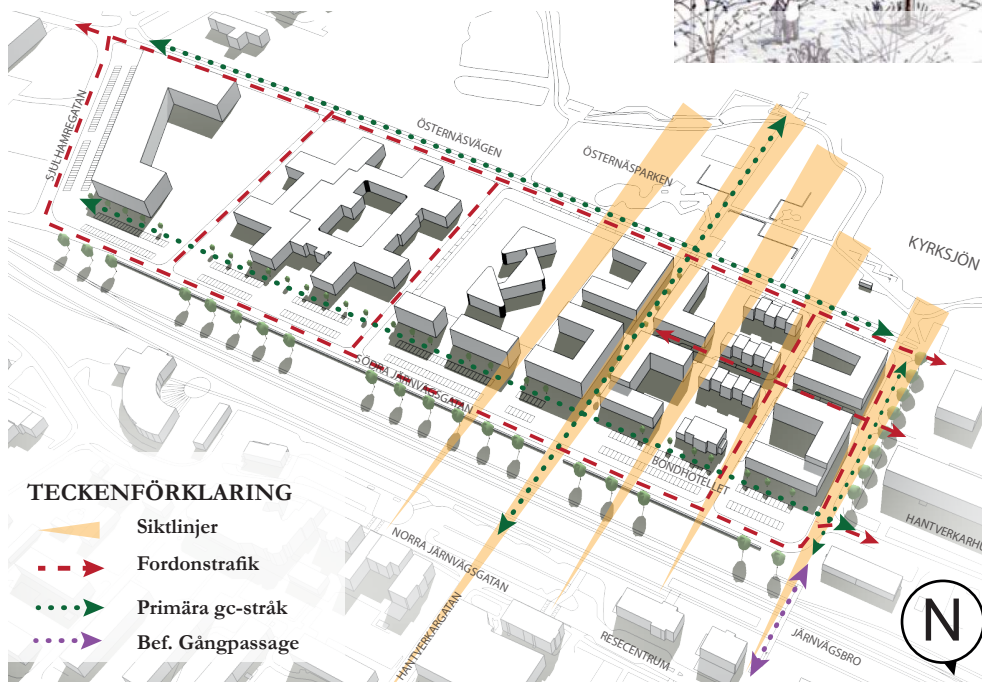 SJULHAMREGATAN
ÖSTERNÄSVÄGEN
ÖSTERNÄSPARKEN
KYRKSJÖN
SÖDRA JÄRNVÄGSGATAN
BONDHOTELLET
HANTVERKARHU
NORRA JÄRNVÄGSGATAN
HANTVERKARGATAN
RESECENTRUM
JÄRNVÄGSBRO
N
TECKENFÖRKLARING
Siktlinjer
Fordonstrafik
Primära gc-stråk
Bef. Gångpassage